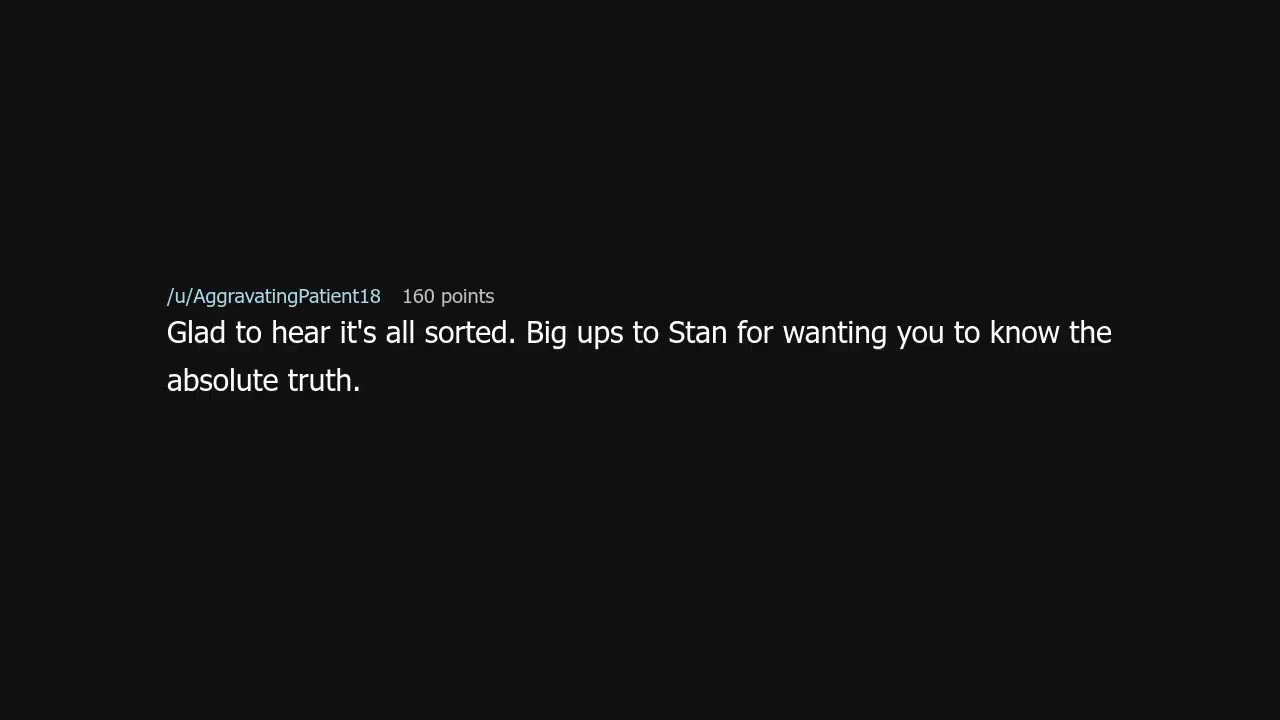 /u/AggravatingPatient18 160 points
Glad to hear it's all sorted. Big ups to Stan for wanting you to know the
absolute truth.